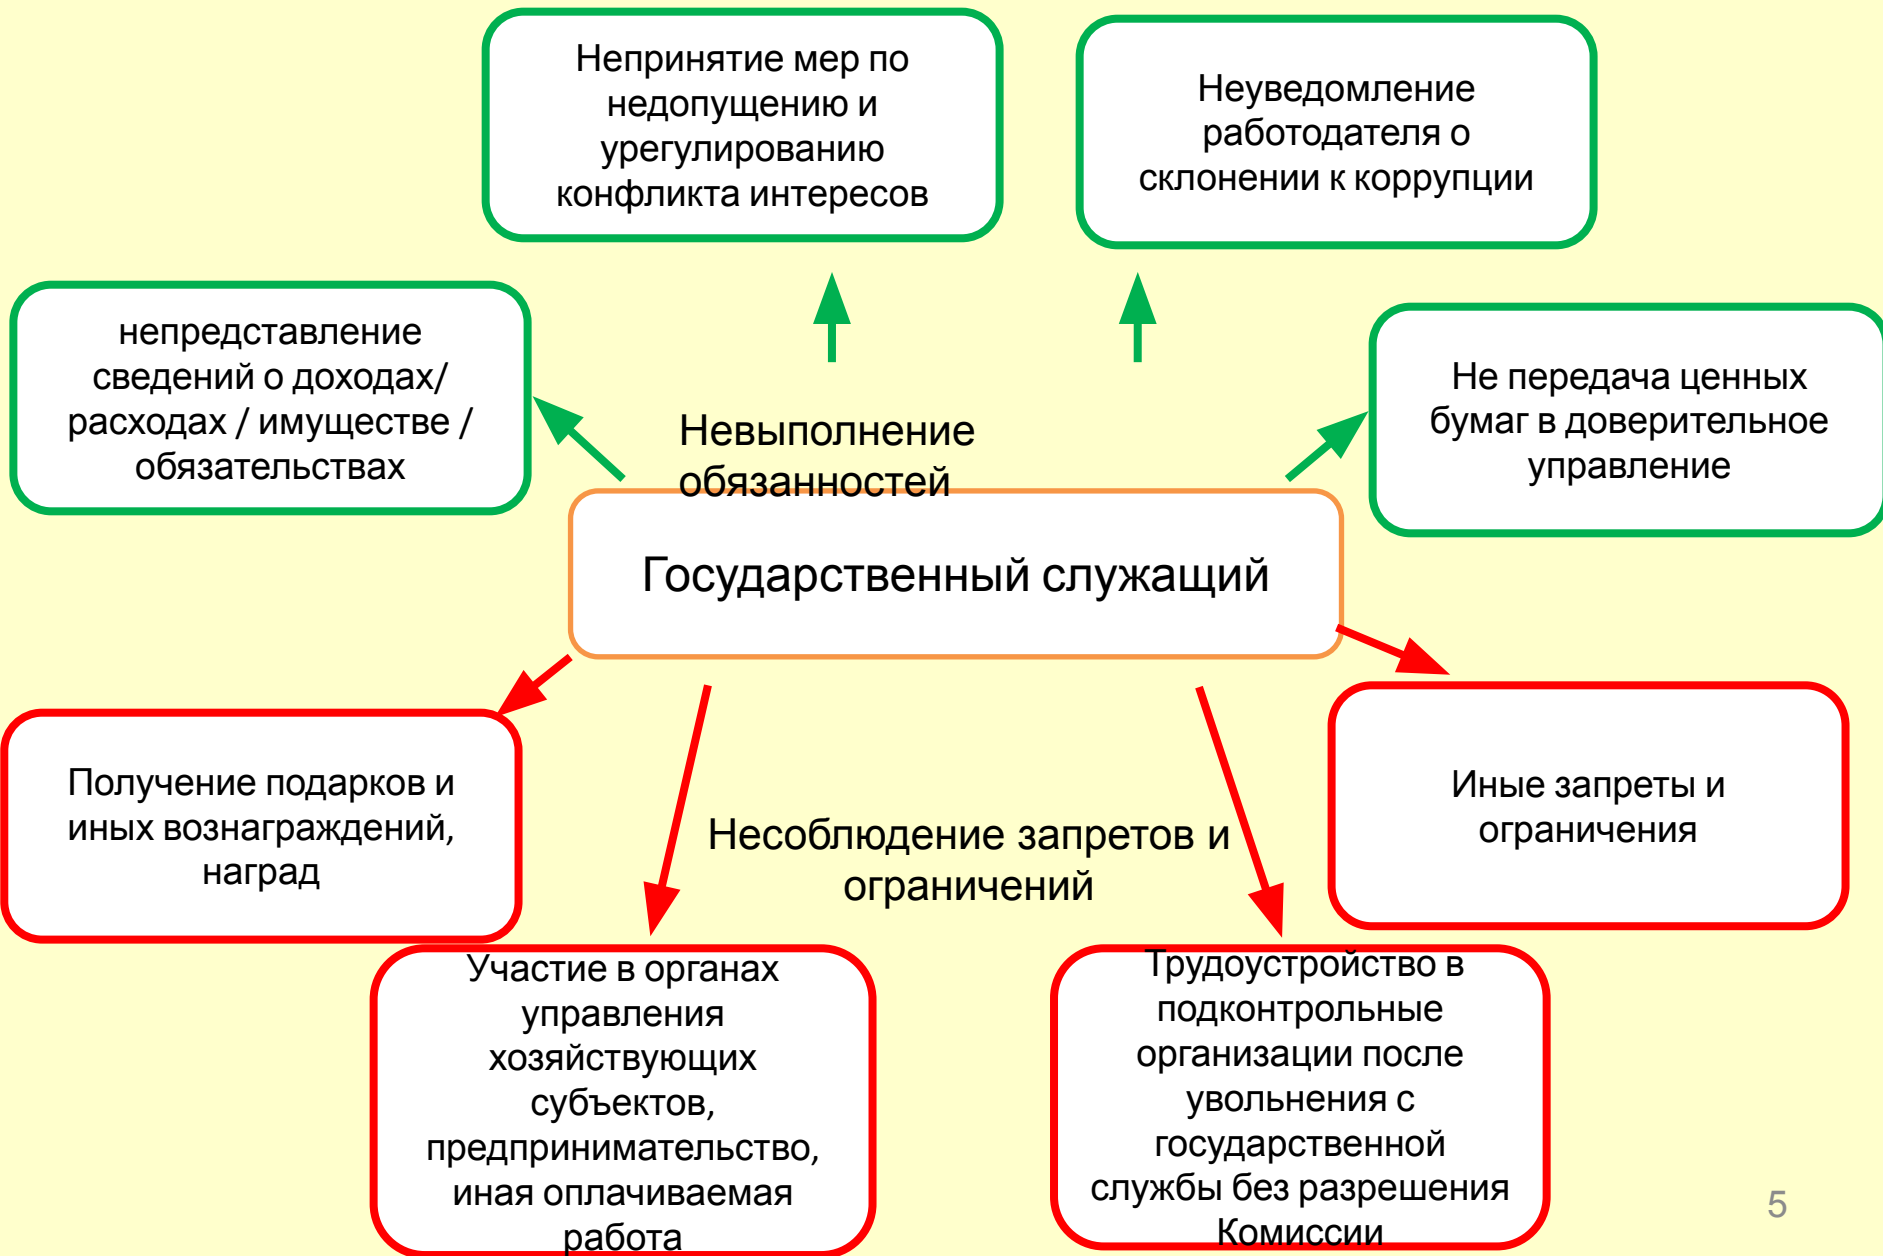 Непринятие мер по
недопущению и
урегулированию
конфликта интересов
Неуведомление
работодателя о
склонении к коррупции
непредставление
сведений о доходах/
расходах / имуществе /
обязательствах
Не передача ценных
бумаг в доверительное
управление
Невыполнение
обязанностей
Государственный служащий
Получение подарков и
иных вознаграждений,
наград
Иные запреты и
ограничения
Несоблюдение запретов и
ограничений
Участие в органах
управления
хозяйствующих
субъектов,
предпринимательство,
иная оплачиваемая
работа
Трудоустройство в
подконтрольные
организации после
увольнения с
государственной
службы без разрешения
Комиссии
5